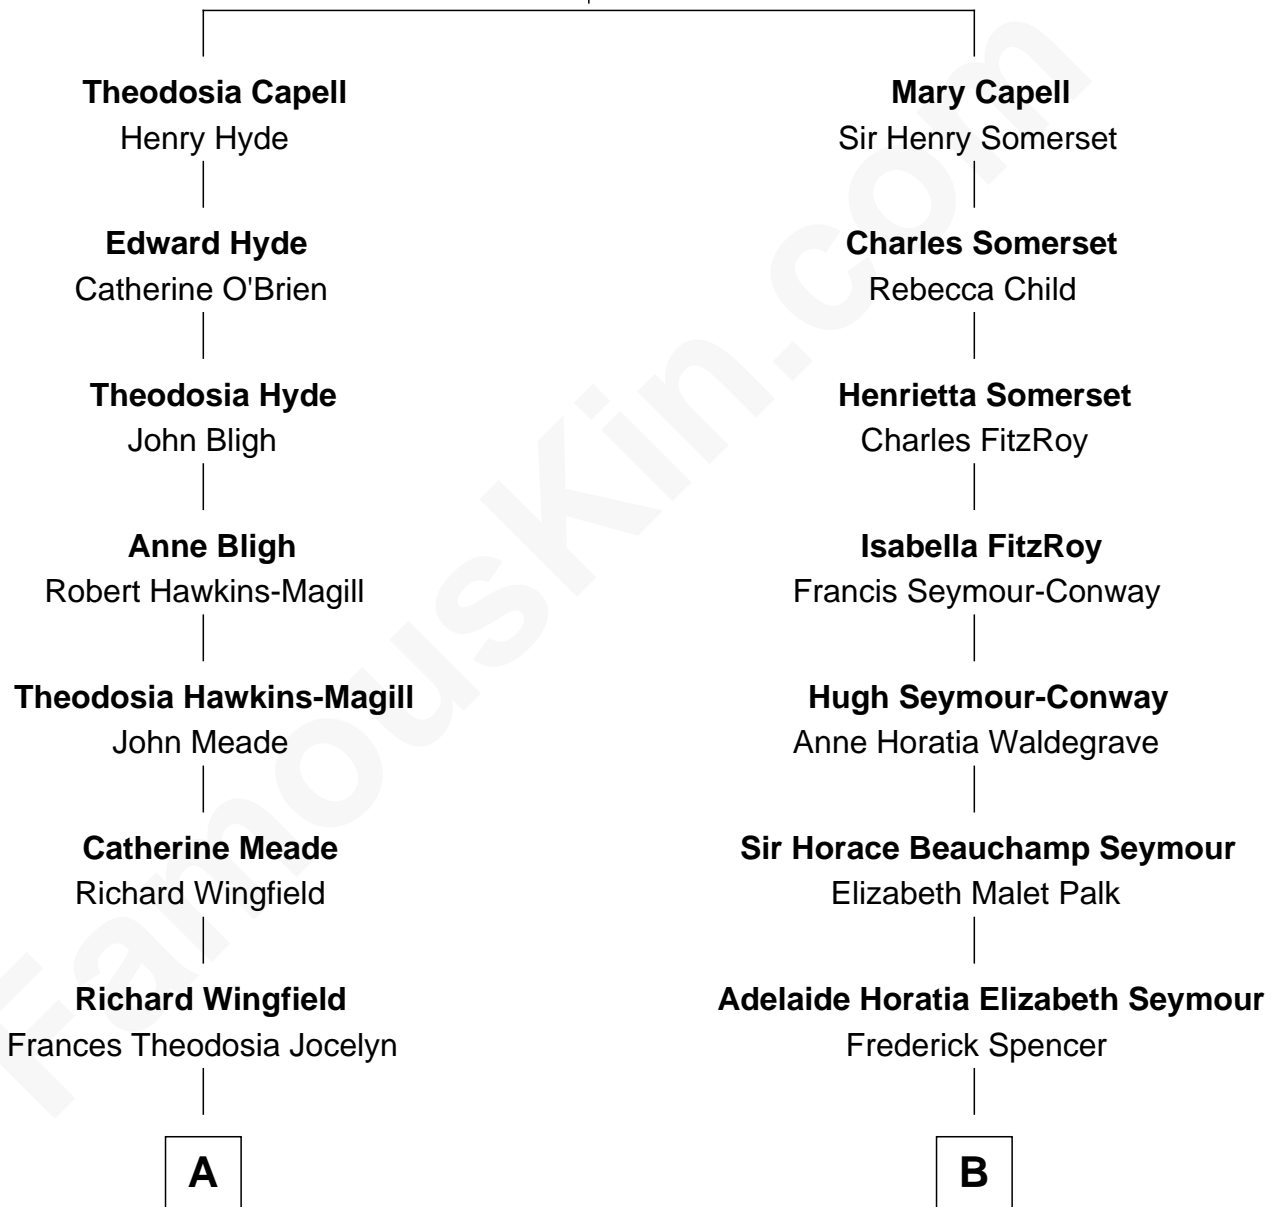 Theodosia Capell
Henry Hyde
Edward Hyde
Catherine O'Brien
Theodosia Hyde
John Bligh
Anne Bligh
Robert Hawkins-Magill
Theodosia Hawkins-Magill
John Meade
Catherine Meade
Richard Wingfield
Richard Wingfield
Frances Theodosia Jocelyn
A
Mary Capell
Sir Henry Somerset
Charles Somerset
Rebecca Child
Henrietta Somerset
Charles FitzRoy
Isabella FitzRoy
Francis Seymour-Conway
Hugh Seymour-Conway
Anne Horatia Waldegrave
Sir Horace Beauchamp Seymour
Elizabeth Malet Palk
Adelaide Horatia Elizabeth Seymour
Frederick Spencer
B
FamousKin.com